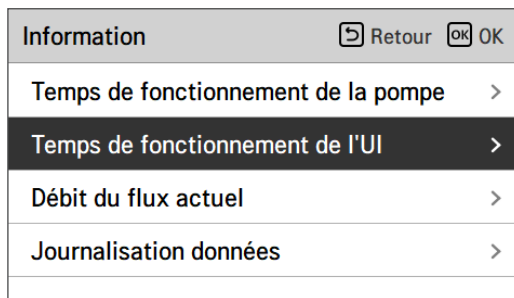 Information Retour OK OK
Temps de fonctionnement de la pompe
Temps de fonctionnement de l'UI
Débit du flux actuel
Journalisation données